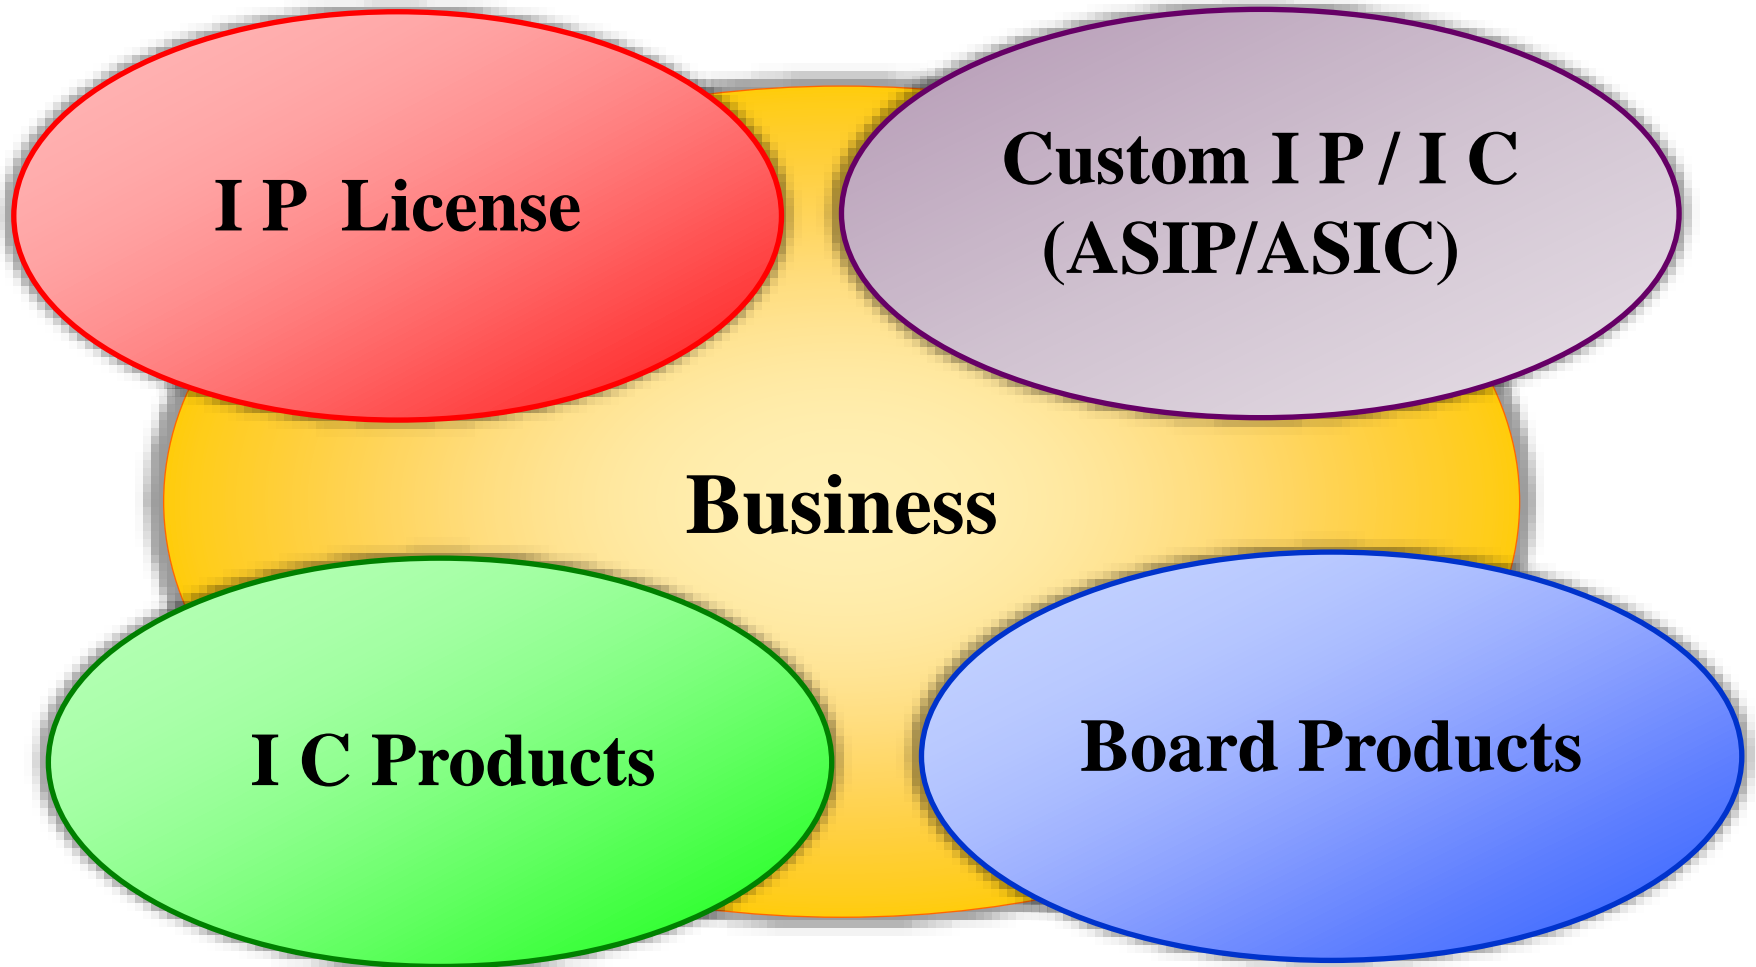 I P License
Custom I P / I C
(ASIP/ASIC)
Business
I C Products
Board Products